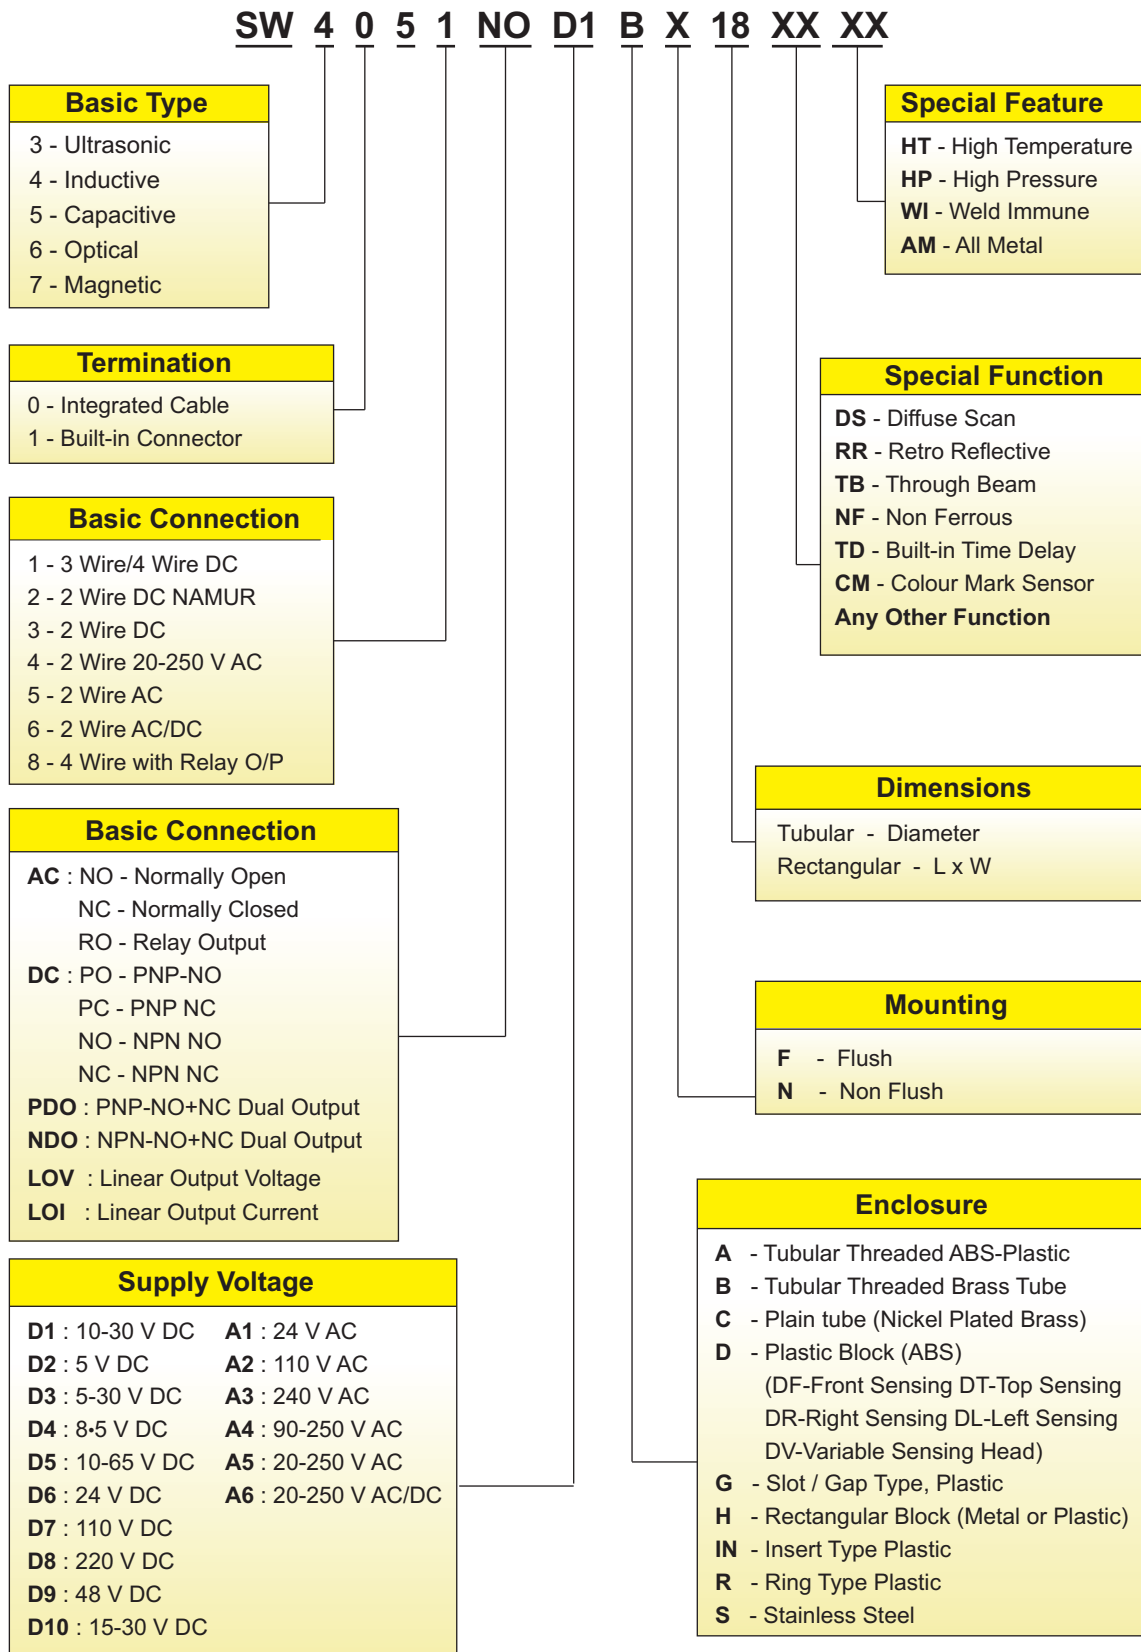 SW 4 0 5 1 NO D1 B X 18 XX XX
Basic Type
3 - Ultrasonic
4 - Inductive
5 - Capacitive
6 - Optical
7 - Magnetic
Termination
0 - Integrated Cable
1 - Built-in Connector
Basic Connection
1 - 3 Wire/4 Wire DC
2 - 2 Wire DC NAMUR
3 - 2 Wire DC
4 - 2 Wire 20-250 V AC
5 - 2 Wire AC
6 - 2 Wire AC/DC
8 - 4 Wire with Relay O/P
Basic Connection
AC : NO - Normally Open
NC - Normally Closed
RO - Relay Output
DC : PO - PNP-NO
PC - PNP NC
NO - NPN NO
NC - NPN NC
PDO : PNP-NO+NC Dual Output
NDO : NPN-NO+NC Dual Output
LOV : Linear Output Voltage
LOI : Linear Output Current
Supply Voltage
D1 : 10-30 V DC A1 : 24 V AC
D2 : 5 V DC A2 : 110 V AC
D3 : 5-30 V DC A3 : 240 V AC
D4 : 8•5 V DC A4 : 90-250 V AC
D5 : 10-65 V DC A5 : 20-250 V AC
D6 : 24 V DC A6 : 20-250 V AC/DC
D7 : 110 V DC
D8 : 220 V DC
D9 : 48 V DC
D10 : 15-30 V DC
Special Feature
HT - High Temperature
HP - High Pressure
WI - Weld Immune
AM - All Metal
Special Function
DS - Diffuse Scan
RR - Retro Reflective
TB - Through Beam
NF - Non Ferrous
TD - Built-in Time Delay
CM - Colour Mark Sensor
Any Other Function
Dimensions
Tubular - Diameter
Rectangular - L x W
Mounting
F - Flush
N - Non Flush
Enclosure
A - Tubular Threaded ABS-Plastic
B - Tubular Threaded Brass Tube
C - Plain tube (Nickel Plated Brass)
D - Plastic Block (ABS)
(DF-Front Sensing DT-Top Sensing
DR-Right Sensing DL-Left Sensing
DV-Variable Sensing Head)
G - Slot / Gap Type, Plastic
H - Rectangular Block (Metal or Plastic)
IN - Insert Type Plastic
R - Ring Type Plastic
S - Stainless Steel